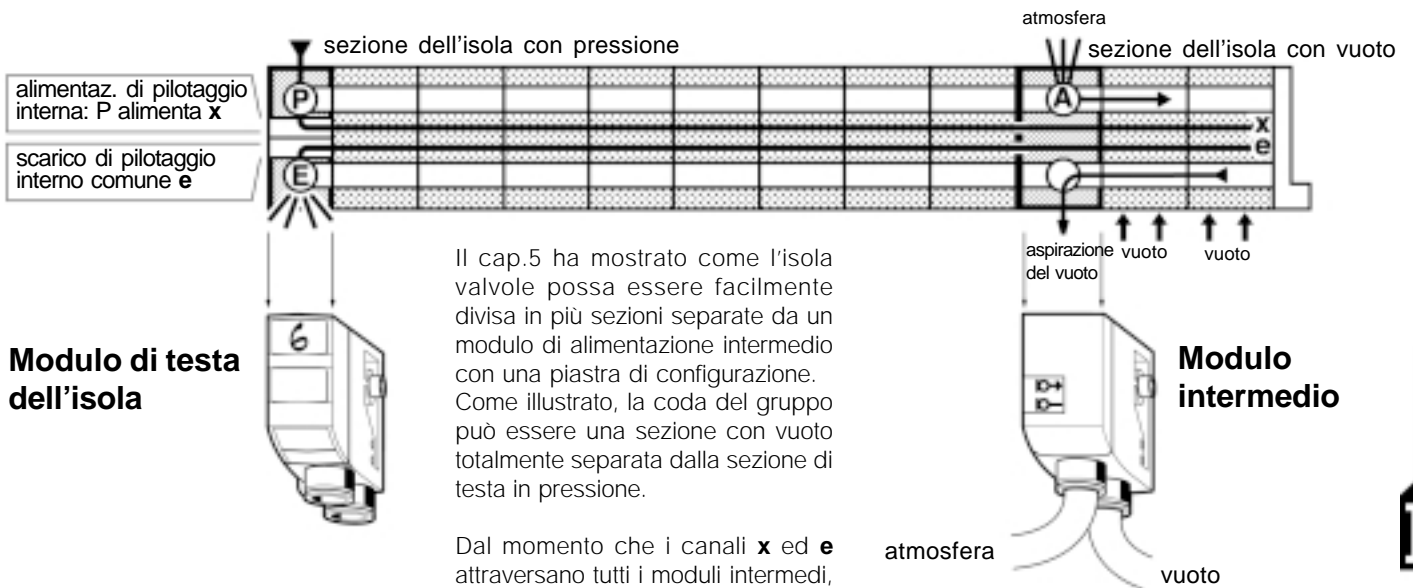 atmosfera
sezione dell'isola con pressione
sezione dell'isola con vuoto
alimentaz. di pilotaggio
interna: P alimenta x
P
A
x
e
scarico di pilotaggio
interno comune e
E
aspirazione
del vuoto
vuoto
vuoto
Il cap.5 ha mostrato come l'isola
valvole possa essere facilmente
divisa in più sezioni separate da un
modulo di alimentazione intermedio
con una piastra di configurazione.
Come illustrato, la coda del gruppo
può essere una sezione con vuoto
totalmente separata dalla sezione di
testa in pressione.
Modulo di testa
dell'isola
6
Modulo
intermedio
Dal momento che i canali x ed e
attraversano tutti i moduli intermedi,
atmosfera
vuoto